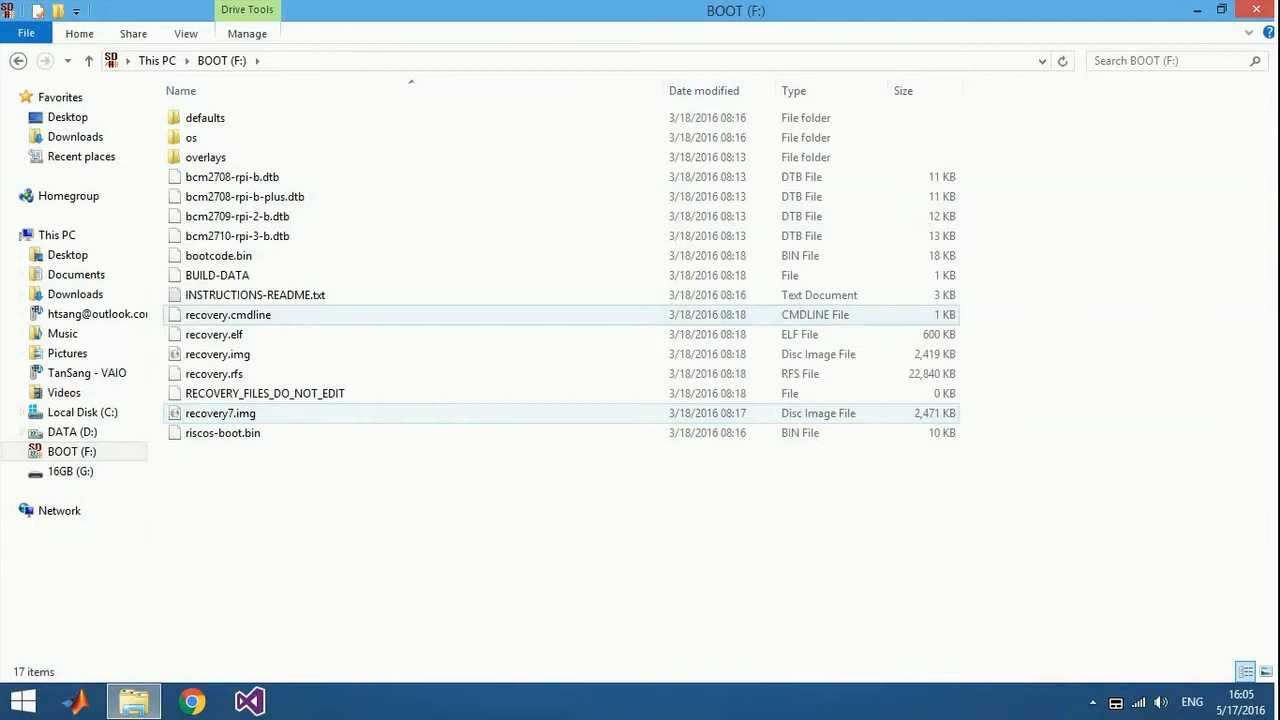 Drive Tools
BOOT (F:)
File Home Share View Manage
This PC BOOT (F:)
Search BOOT (F:)
Name Date modified Type Size
Favorites
Desktop
Downloads
Recent places
Homegroup
This PC
Desktop
Documents
Downloads
htsang@outlook.co
Music
Pictures
TanSang - VAIO
Videos
Local Disk (C:)
DATA (D:)
BOOT (F:)
16GB (G:)
Network
defaults 3/18/2016 08:16 File folder
os 3/18/2016 08:16 File folder
overlays 3/18/2016 08:13 File folder
bcm2708-rpi-b.dtb 3/18/2016 08:13 DTB File 11 KB
bcm2708-rpi-b-plus.dtb 3/18/2016 08:13 DTB File 11 KB
bcm2709-rpi-2-b.dtb 3/18/2016 08:13 DTB File 12 KB
bcm2710-rpi-3-b.dtb 3/18/2016 08:13 DTB File 13 KB
bootcode.bin 3/18/2016 08:18 BIN File 18 KB
BUILD-DATA 3/18/2016 08:18 File 1 KB
INSTRUCTIONS-README.txt 3/18/2016 08:16 Text Document 3 KB
recovery.cmdline 3/18/2016 08:18 CMDLINE File 1 KB
recovery.elf 3/18/2016 08:18 ELF File 600 KB
recovery.img 3/18/2016 08:18 Disc Image File 2,419 KB
recovery.rfs 3/18/2016 08:18 RFS File 22,840 KB
RECOVERY_FILES_DO_NOT_EDIT 3/18/2016 08:18 File 0 KB
recovery7.img 3/18/2016 08:17 Disc Image File 2,471 KB
riscos-boot.bin 3/18/2016 08:16 BIN File 10 KB
17 items
ENG
16:05
5/17/2016